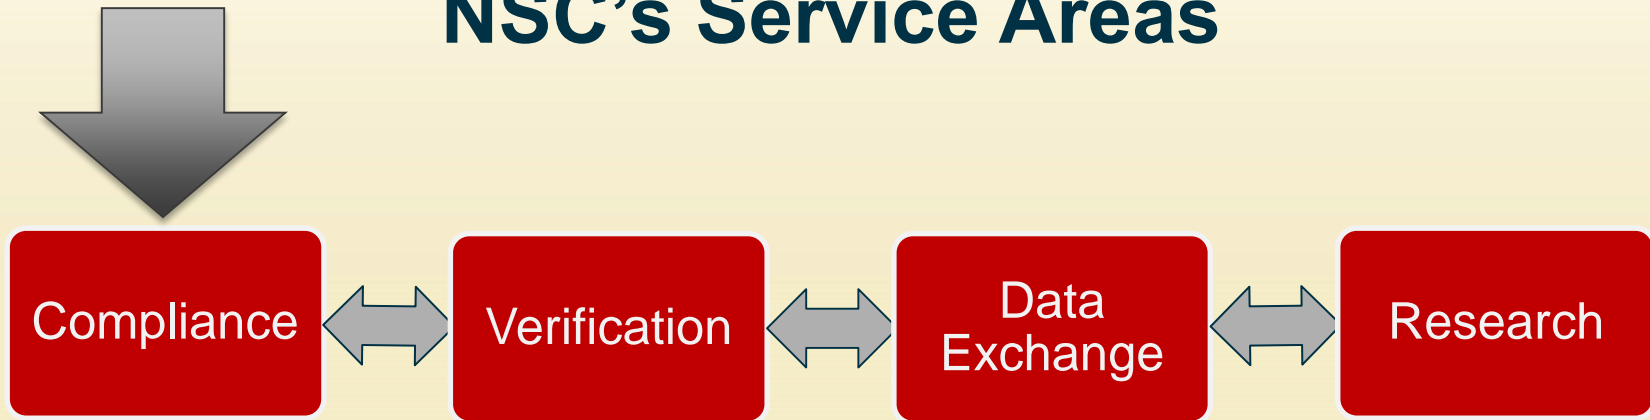 NSC’s Service Areas
Compliance
Verification
Data
Exchange
Research